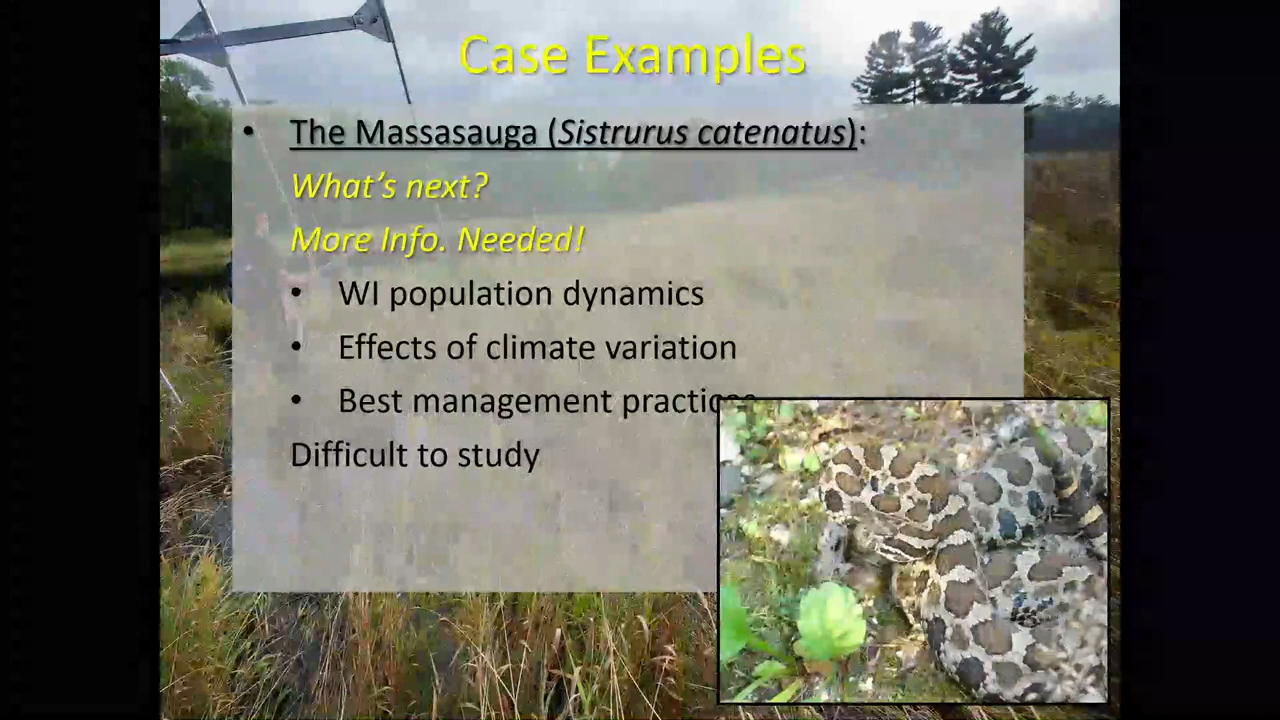 Case Examples
• The Massasauga (Sistrurus catenatus):
What's next?
More Info. Needed!
• WI population dynamics
• Effects of climate variation
• Best management practices
Difficult to study